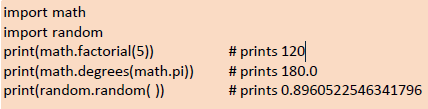 import math
import random
print(math.factorial(5)) # prints 120
print(math.degrees(math.pi)) # prints 180.0
print(random.random( )) # prints 0.8960522546341796